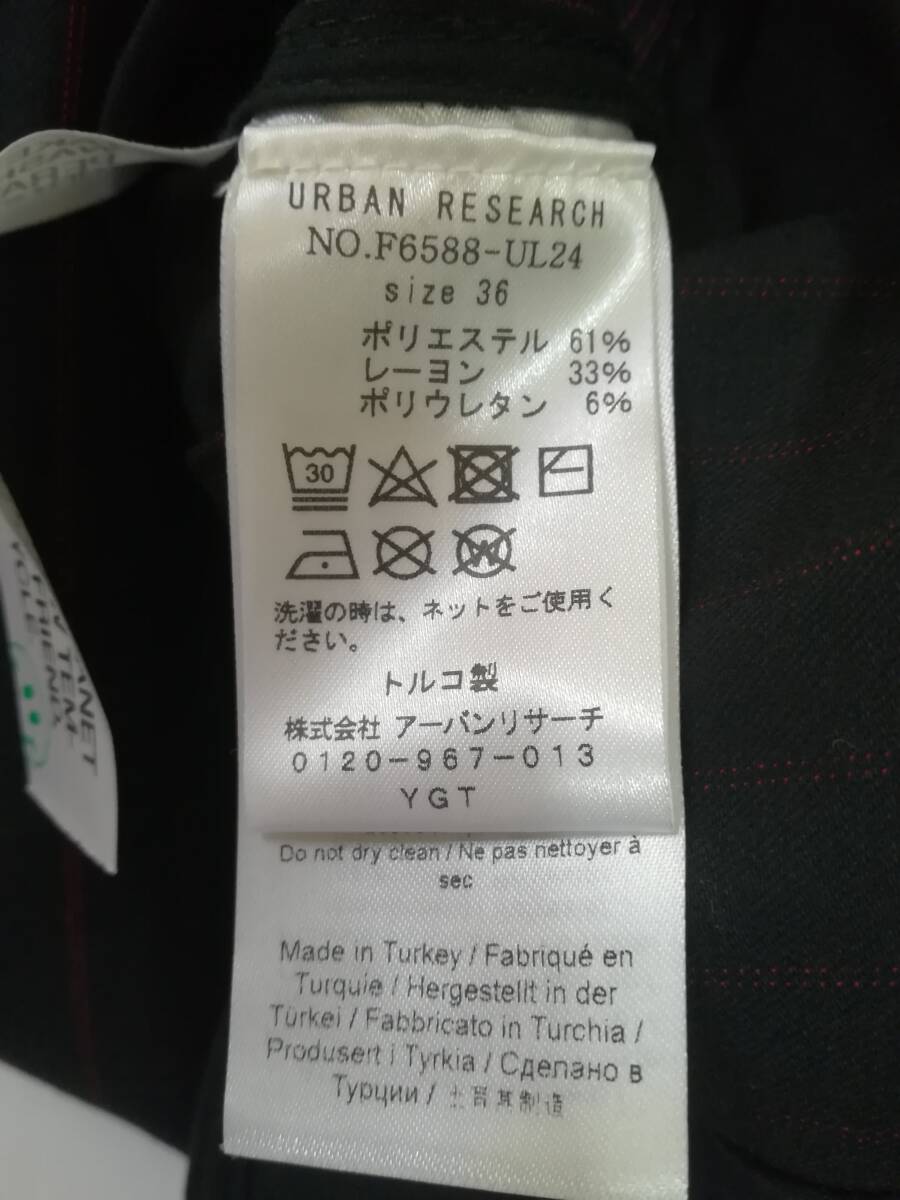 URBAN RESEARCH
NO.F6588-UL24
size 36
ポリエステル 61%
レーヨン 33%
ポリウレタン 6%
30
W
洗濯の時は、ネットをご使用く
ださい。
トルコ製
株式会社 アーバンリサーチ
0120-967-013
YGT
Do not dry clean / Ne pas nettoyer à
sec
Made in Turkey / Fabriqué en
Turquie / Hergestellt in der
Türkei / Fabbricato in Turchia /
Produsert i Tyrkia / Сделано в
Турции / 土耳其制造